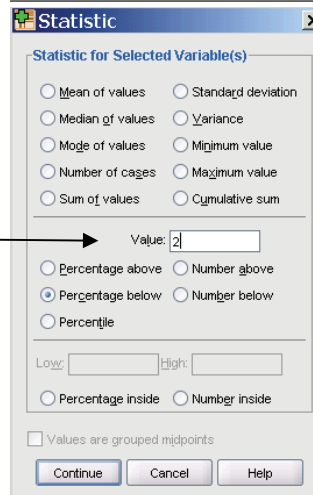 Statistic
Statistic for Selected Variable(s)
Mean of values Standard deviation
Median of values Variance
Mode of values Minimum value
Number of cases Maximum value
Sum of values Cumulative sum
Value: 2
Percentage above Number above
Percentage below Number below
Percentile
Low: High:
Percentage inside Number inside
Values are grouped midpoints
Continue Cancel Help